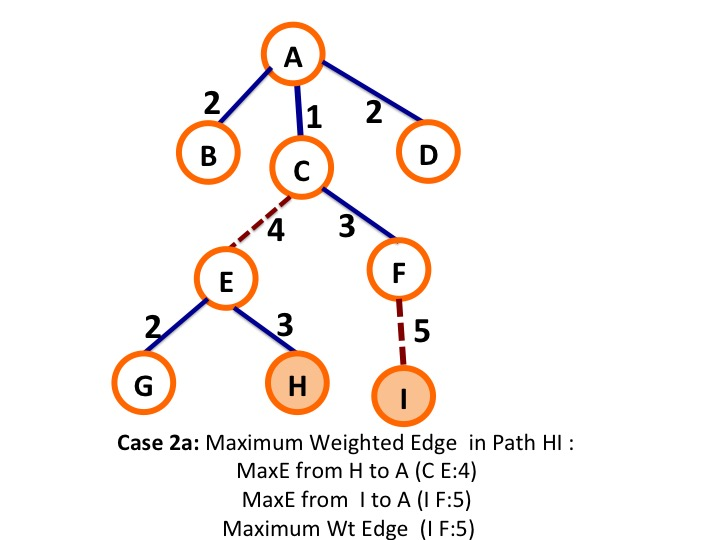 A
2
1
2
B
C
D
4
3
E
F
2
3
5
G
H
I
Case 2a: Maximum Weighted Edge in Path HI :
MaxE from H to A (C E:4)
MaxE from I to A (I F:5)
Maximum Wt Edge (I F:5)